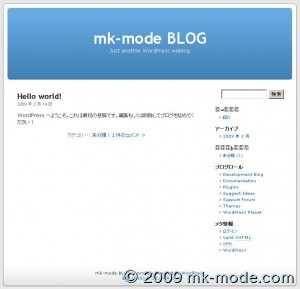 mk-mode BLOG
Just another WordPress weblog
検索
Hello world!
2009 年 2 月 14 日
WordPress へようこそ。これは最初の投稿です。編集もしくは削除してブログを始めてください !
カテゴリー: 未分類 | 1 件のコメント »
アーカイブ
2009 年 2 月
未分類 (1)
ブログロール
Development Blog
Documentation
Plugins
Suggest Ideas
Support Forum
Themes
WordPress Planet
メタ情報
ログイン
Valid XHTML
XFN
WordPress
mk-mode BLOG
© 2009 mk-mode.com